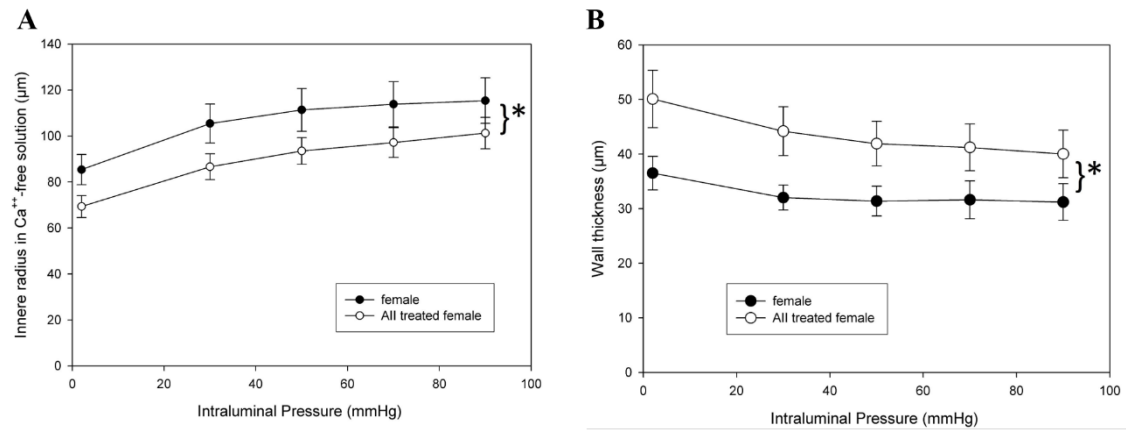 A
140
120
100
80
60
40
20
0
Innere radius in Ca++-free solution (µm)
}*
female
AII treated female
0 20 40 60 80 100
Intraluminal Pressure (mmHg)
B
60
50
40
30
20
10
0
Wall thickness (µm)
}*
female
AII treated female
0 20 40 60 80 100
Intraluminal Pressure (mmHg)